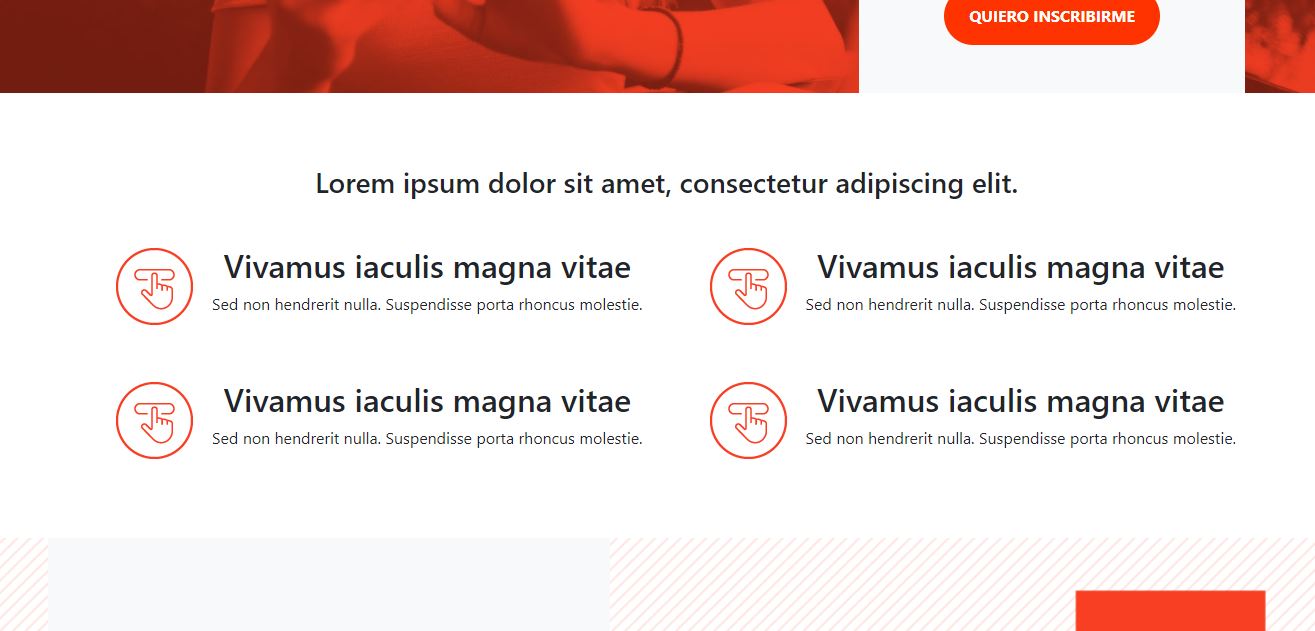 QUIERO INSCRIBIRME
Lorem ipsum dolor sit amet, consectetur adipiscing elit.
Vivamus iaculis magna vitae
Sed non hendrerit nulla. Suspendisse porta rhoncus molestie.
Vivamus iaculis magna vitae
Sed non hendrerit nulla. Suspendisse porta rhoncus molestie.
Vivamus iaculis magna vitae
Sed non hendrerit nulla. Suspendisse porta rhoncus molestie.
Vivamus iaculis magna vitae
Sed non hendrerit nulla. Suspendisse porta rhoncus molestie.